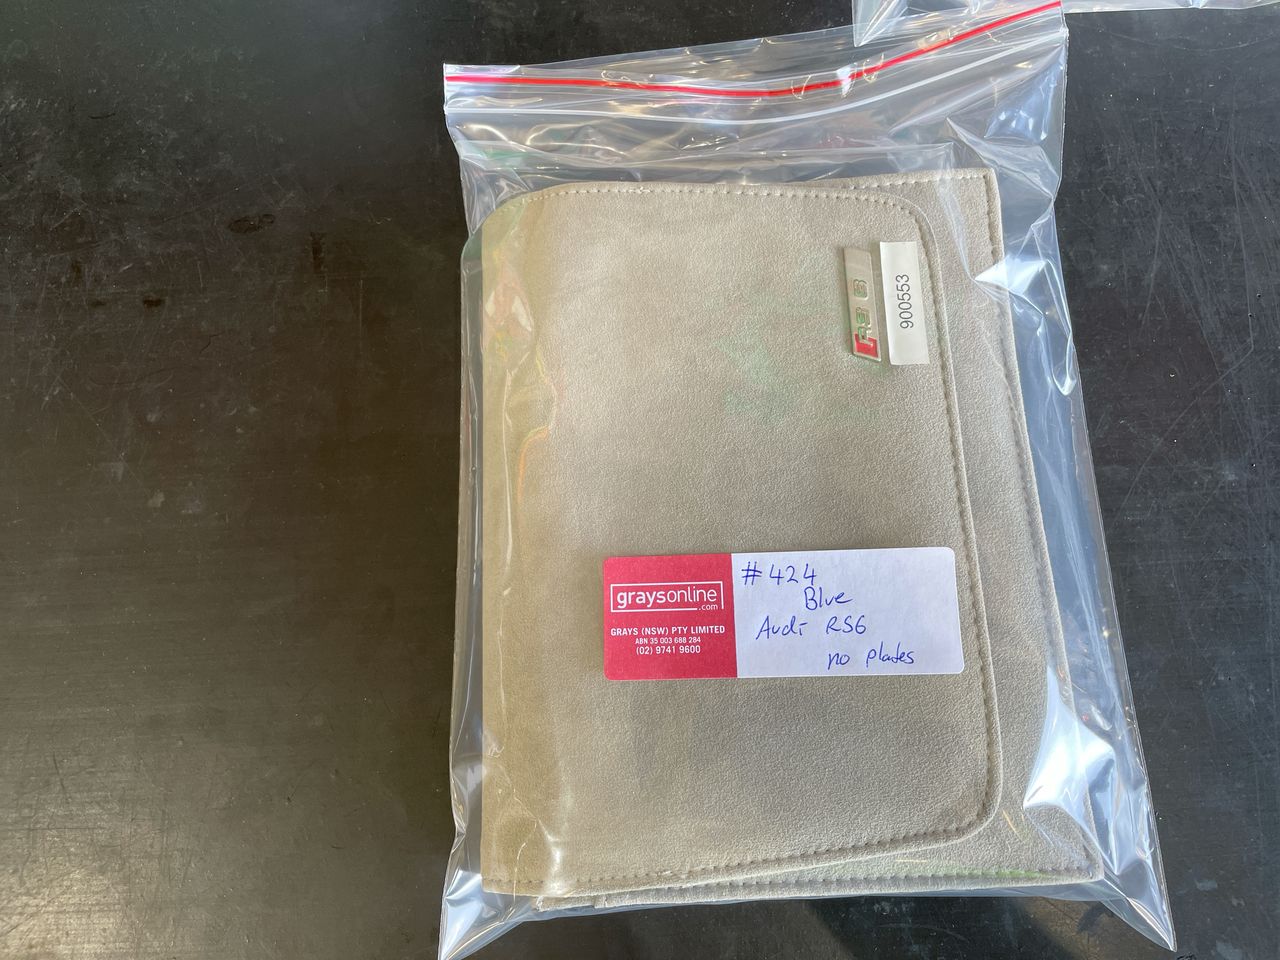 RS 6
900553
graysonline
.com
GRAYS (NSW) PTY LIMITED
ABN 35 003 688 284
(02) 9741 9600
#424
Blue
Audi RS6
no plates